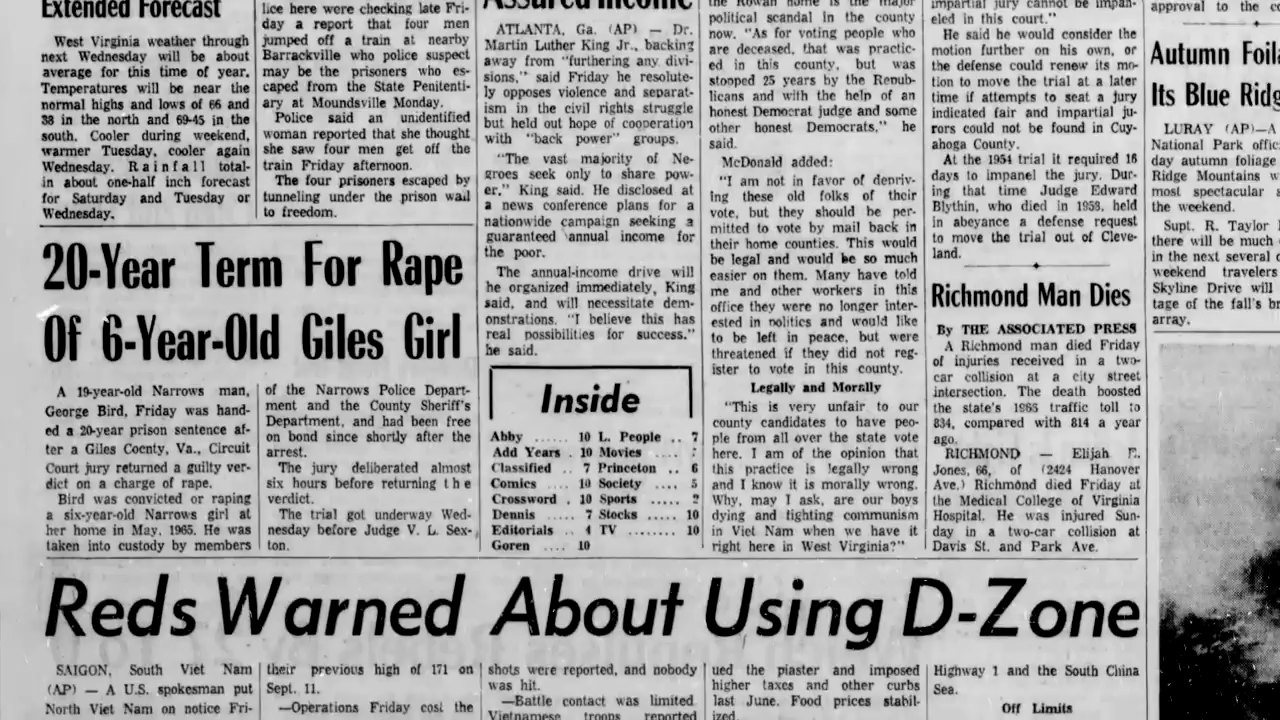 Extended Forecast
West Virginia weather through
next Wednesday will be about
average for this time of year.
Temperatures will be near the
normal highs and lows of 66 and
38 in the north and 69-45 in the
south. Cooler during weekend,
warmer Tuesday, cooler again
Wednesday. Rainfall total-
in about one-half inch forecast
for Saturday and Tuesday or
Wednesday.
lice here were checking late Fri-
day a report that four men
jumped off a train at nearby
Barrackville who police suspect
may be the prisoners who es-
caped from the State Penitenti-
ary at Moundsville Monday.
Police said an unidentified
woman reported that she thought
she saw four men get off the
train Friday afternoon.
The four prisoners escaped by
tunneling under the prison wall
to freedom.
20-Year Term For Rape
Of 6-Year-Old Giles Girl
A 19-year-old Narrows man,
George Bird, Friday was hand-
ed a 20-year prison sentence af-
ter a Giles Coenty, Va., Circuit
Court jury returned a guilty ver-
dict on a charge of rape.
Bird was convicted or raping
a six-year-old Narrows girl at
her home in May, 1965. He was
taken into custody by members
of the Narrows Police Depart-
ment and the County Sheriff's
Department, and had been free
on bond since shortly after the
arrest.
The jury deliberated almost
six hours before returning the
verdict.
The trial got underway Wed-
nesday before Judge V. L. Sex-
ton.
Assured Income
ATLANTA, Ga. (AP) — Dr.
Martin Luther King Jr., backing
away from "furthering any divi-
sions," said Friday he resolute-
ly opposes violence and separat-
ism in the civil rights struggle
but held out hope of cooperation
with "back power" groups.
"The vast majority of Ne-
groes seek only to share pow-
er," King said. He disclosed at
a news conference plans for a
nationwide campaign seeking a
guaranteed annual income for
the poor.
The annual-income drive will
he organized immediately, King
said, and will necessitate dem-
onstrations. "I believe this has
real possibilities for success."
he said.
Inside
Abby ...... 10 L. People .. 7
Add Years . 10 Movies ....
Classified .. 7 Princeton .. 6
Comics .... 10 Society .... 5
Crossword . 10 Sports .....
Dennis .... 7 Stocks ..... 10
Editorials .. 4 TV ........ 10
Goren .... 10
the Rowan home is the major
political scandal in the county
now. "As for voting people who
are deceased, that was practic-
ed in this county, but was
stopped 25 years by the Repub-
licans and with the help of an
honest Democrat judge and some
other honest Democrats," he
said.
McDonald added:
"I am not in favor of depriv-
ing these old folks of their
vote, but they should be per-
mitted to vote by mail back in
their home counties. This would
be legal and would be so much
easier on them. Many have told
me and other workers in this
office they were no longer inter-
ested in politics and would like
to be left in peace, but were
threatened if they did not reg-
ister to vote in this county.
Legally and Morally
"This is very unfair to our
county candidates to have peo-
ple from all over the state vote
here. I am of the opinion that
this practice is legally wrong
and I know it is morally wrong.
Why, may I ask, are our boys
dying and fighting communism
in Viet Nam when we have it
right here in West Virginia?"
impartial jury cannot be impan-
eled in this court."
He said he would consider the
motion further on his own, or
the defense could renew its mo-
tion to move the trial at a later
time if attempts to seat a jury
indicated fair and impartial ju-
rors could not be found in Cuy-
ahoga County.
At the 1954 trial it required 16
days to impanel the jury. Dur-
ing that time Judge Edward
Blythin, who died in 1958, held
in abeyance a defense request
to move the trial out of Cleve-
land.
Richmond Man Dies
By THE ASSOCIATED PRESS
A Richmond man died Friday
of injuries received in a two-
car collision at a city street
intersection. The death boosted
the state's 1965 traffic toll to
834, compared with 814 a year
ago.
RICHMOND — Elijah E.
Jones, 66, of (2424 Hanover
Ave.) Richmond died Friday at
the Medical College of Virginia
Hospital. He was injured Sun-
day in a two-car collision at
Davis St. and Park Ave.
approval to the
Autumn Foli
Its Blue Ridg
LURAY (AP)—A
National Park offic
day autumn foliage
Ridge Mountains w
most spectacular
the weekend.
Supt. R. Taylor
there will be much
in the next several
weekend travelers
Skyline Drive will
tage of the fall's br
array.
Reds Warned About Using D-Zone
SAIGON, South Viet Nam
(AP) — A U.S. spokesman put
North Viet Nam on notice Fri-
their previous high of 171 on
Sept. 11.
—Operations Friday cost the
shots were reported, and nobody
was hit.
—Battle contact was limited
Vietnamese troops reported
ued the piaster and imposed
higher taxes and other curbs
last June. Food prices stabil-
ized.
Highway 1 and the South China
Sea.
Off Limits